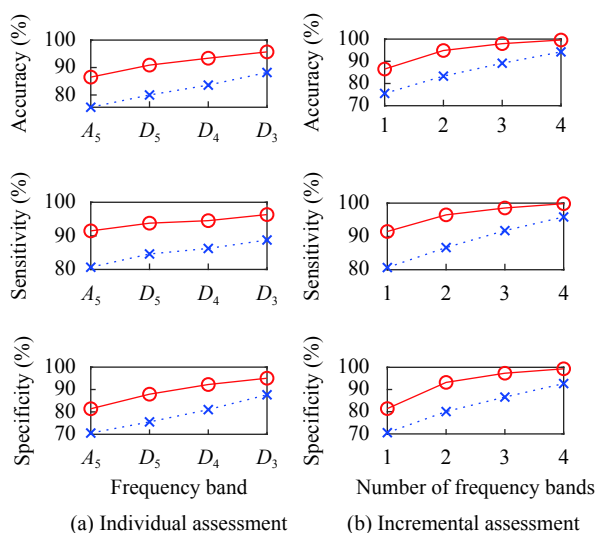 Accuracy (%)
100
90
80
A5 D5 D4 D3
Accuracy (%)
100
90
80
70
1 2 3 4
Sensitivity (%)
100
90
80
A5 D5 D4 D3
Sensitivity (%)
100
90
80
1 2 3 4
Specificity (%)
100
90
80
70
A5 D5 D4 D3
Frequency band
(a) Individual assessment
Specificity (%)
100
90
80
70
1 2 3 4
Number of frequency bands
(b) Incremental assessment